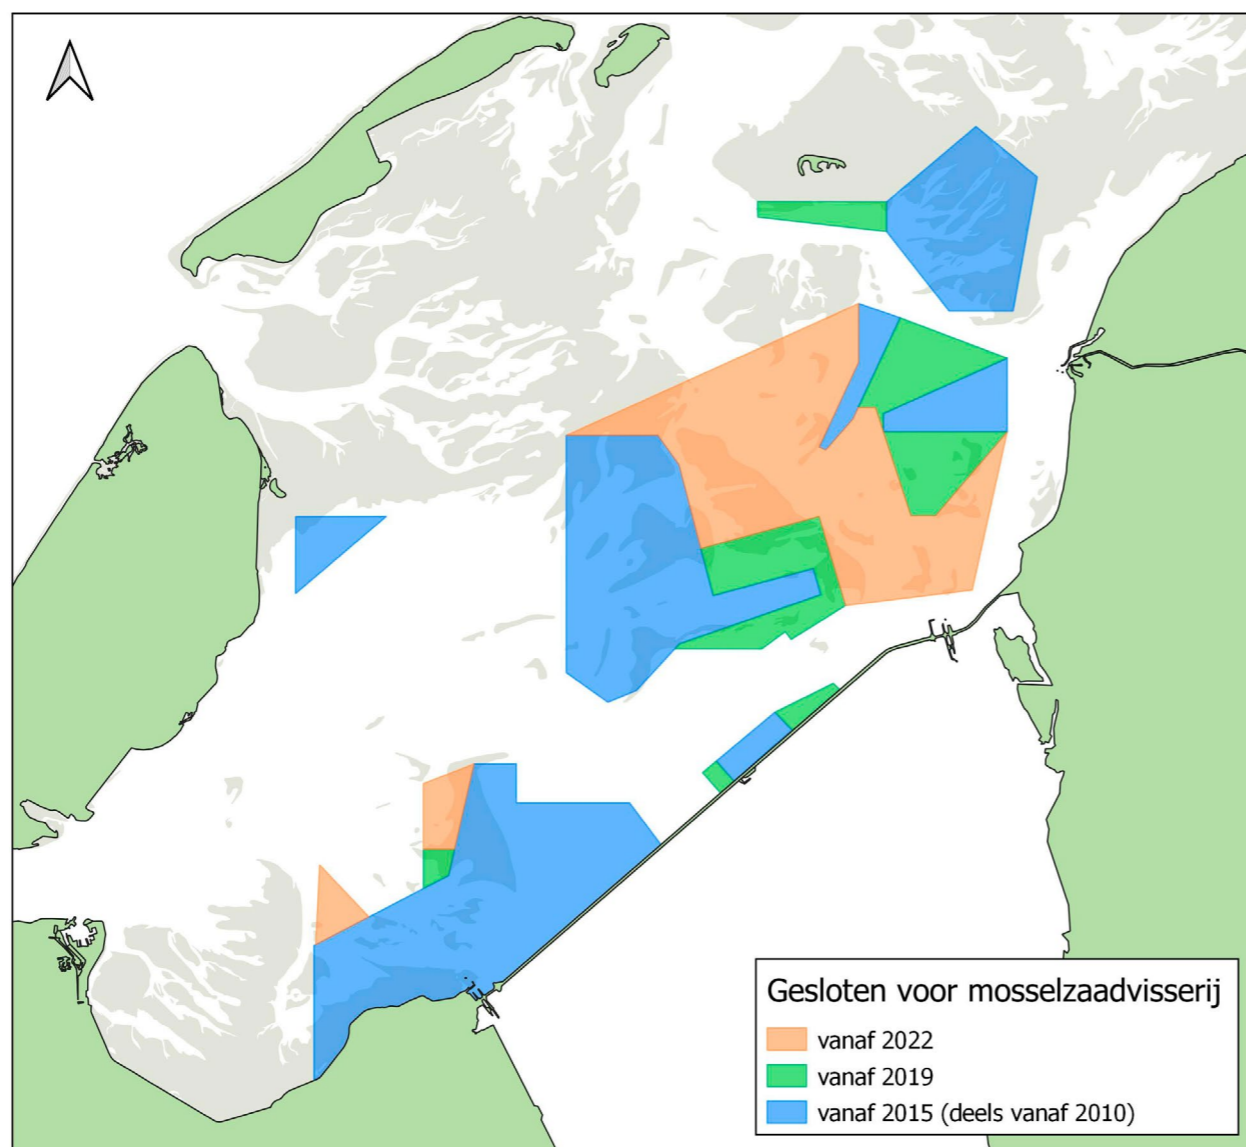 Gesloten voor mosselzaadvisserij
vanaf 2022
vanaf 2019
vanaf 2015 (deels vanaf 2010)